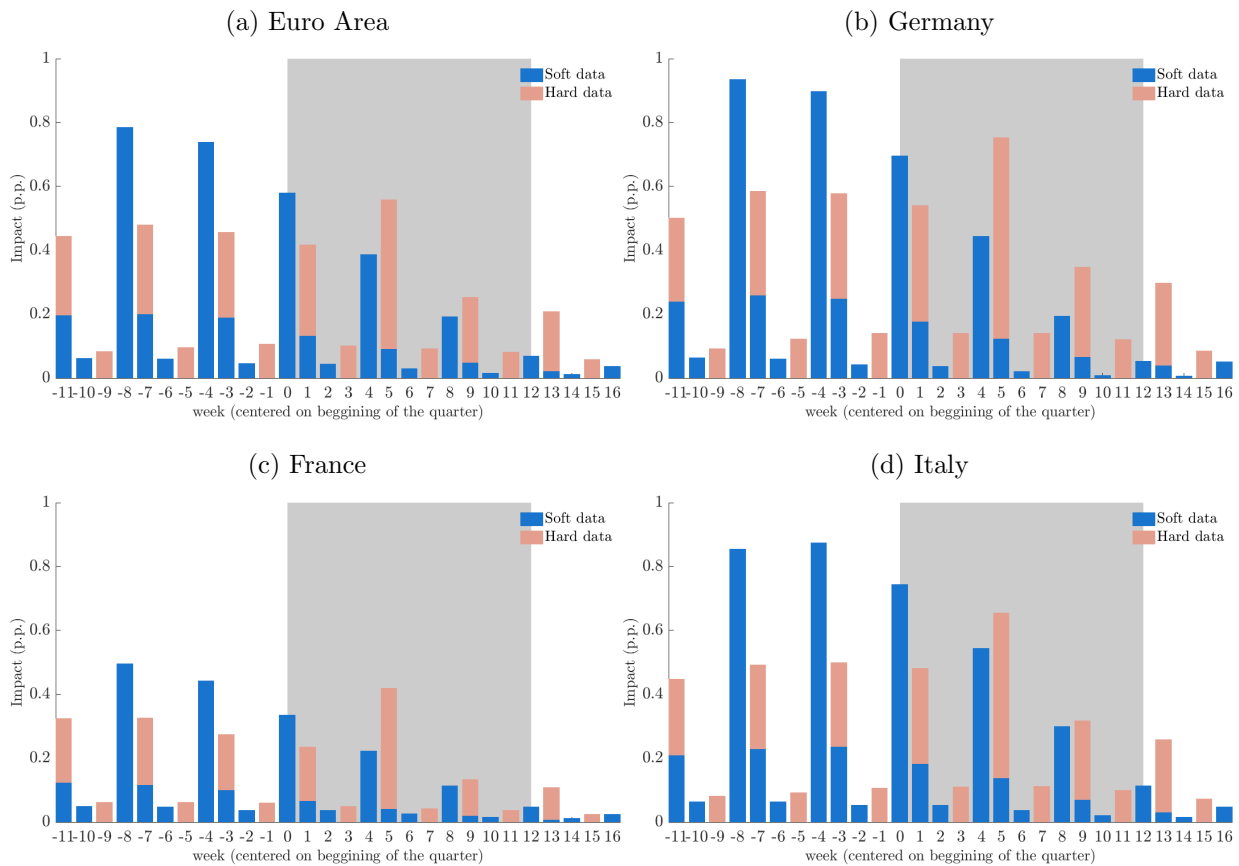 (a) Euro Area
1
0.8
0.6
0.4
0.2
0
Impact (p.p.)
Soft data
Hard data
-11 -10 -9 -8 -7 -6 -5 -4 -3 -2 -1 0 1 2 3 4 5 6 7 8 9 10 11 12 13 14 15 16
week (centered on beggining of the quarter)
(b) Germany
1
0.8
0.6
0.4
0.2
0
Impact (p.p.)
Soft data
Hard data
-11 -10 -9 -8 -7 -6 -5 -4 -3 -2 -1 0 1 2 3 4 5 6 7 8 9 10 11 12 13 14 15 16
week (centered on beggining of the quarter)
(c) France
1
0.8
0.6
0.4
0.2
0
Impact (p.p.)
Soft data
Hard data
-11 -10 -9 -8 -7 -6 -5 -4 -3 -2 -1 0 1 2 3 4 5 6 7 8 9 10 11 12 13 14 15 16
week (centered on beggining of the quarter)
(d) Italy
1
0.8
0.6
0.4
0.2
0
Impact (p.p.)
Soft data
Hard data
-11 -10 -9 -8 -7 -6 -5 -4 -3 -2 -1 0 1 2 3 4 5 6 7 8 9 10 11 12 13 14 15 16
week (centered on beggining of the quarter)